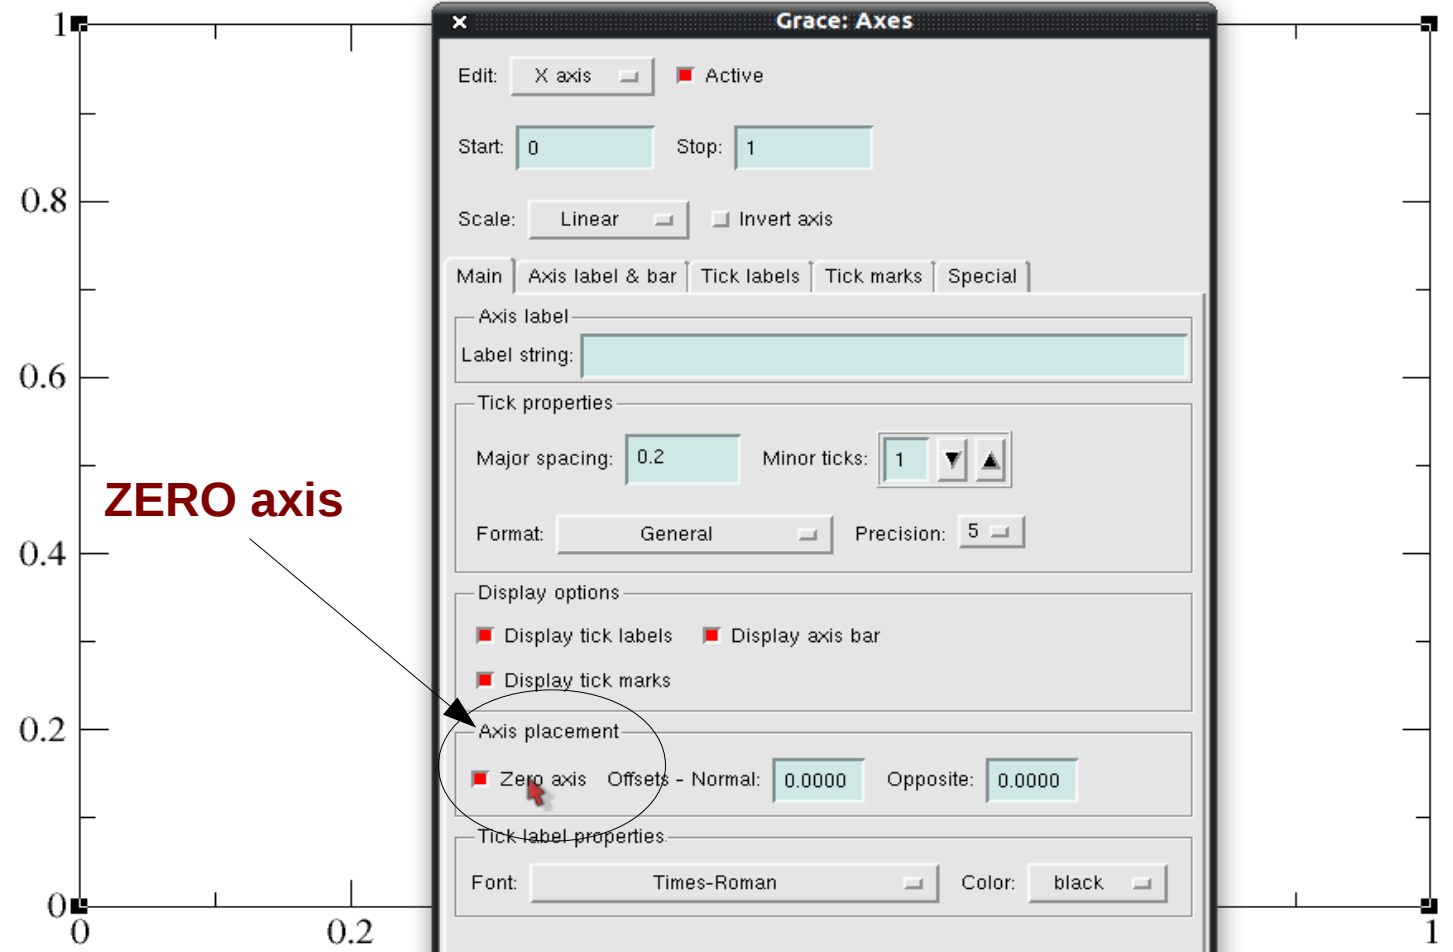 Grace: Axes
1
Edit: X axis Active
Start: 0 Stop: 1
0.8
Scale: Linear Invert axis
Main Axis label & bar Tick labels Tick marks Special
Axis label
Label string:
0.6
Tick properties
Major spacing: 0.2 Minor ticks: 1
ZERO axis
Format: General Precision: 5
0.4
Display options
Display tick labels Display axis bar
Display tick marks
0.2
Axis placement
Zero axis Offsets - Normal: 0.0000 Opposite: 0.0000
Tick label properties
Font: Times-Roman Color: black
0
0 0.2 1